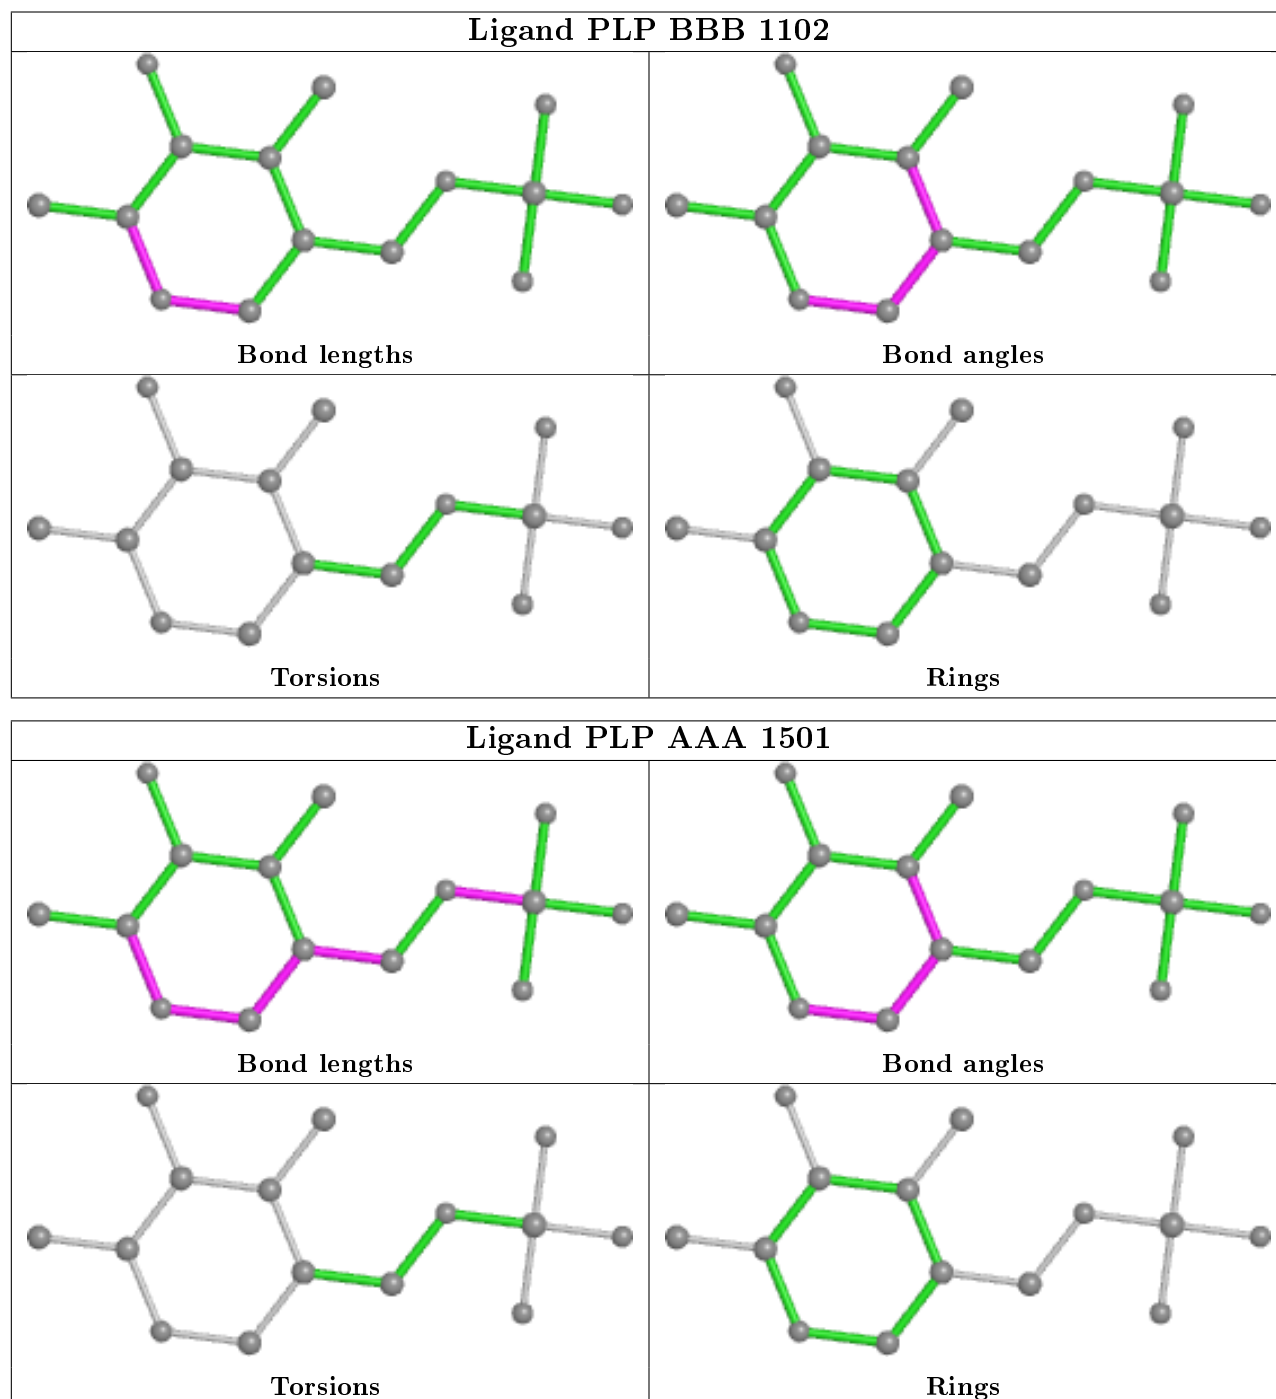 Ligand PLP BBB 1102
Bond lengths
Bond angles
Torsions
Rings
Ligand PLP AAA 1501
Bond lengths
Bond angles
Torsions
Rings